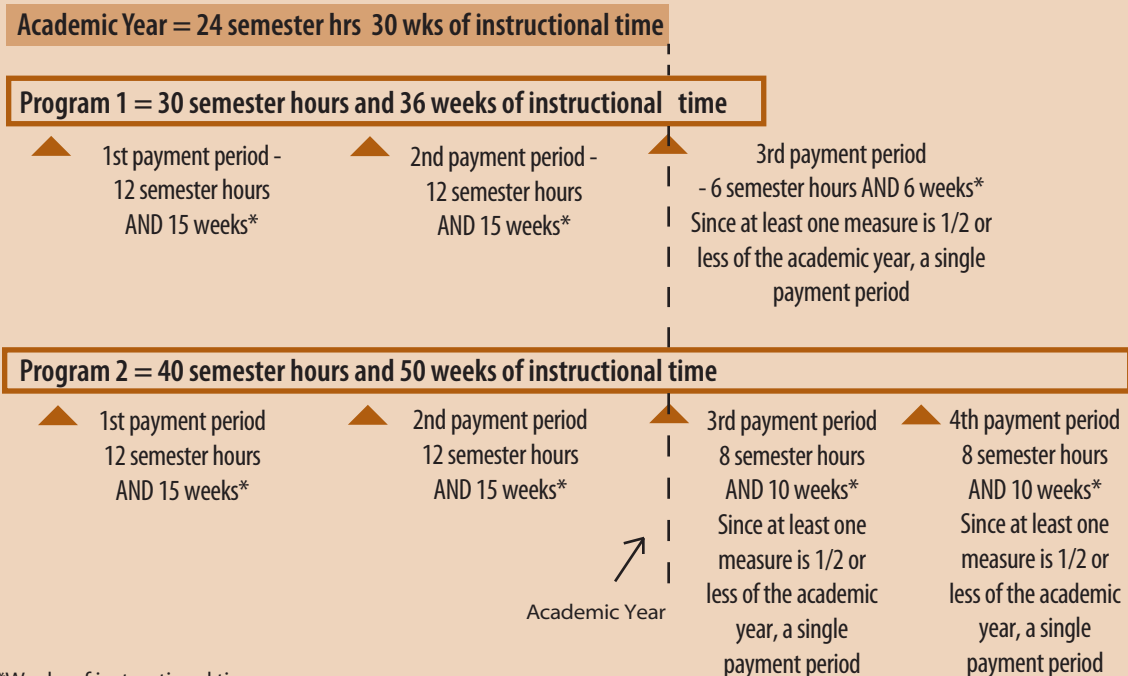 Academic Year = 24 semester hrs 30 wks of instructional time
Program 1 = 30 semester hours and 36 weeks of instructional time
1st payment period -
12 semester hours
AND 15 weeks*
2nd payment period -
12 semester hours
AND 15 weeks*
3rd payment period
- 6 semester hours AND 6 weeks*
Since at least one measure is 1/2 or
less of the academic year, a single
payment period
Program 2 = 40 semester hours and 50 weeks of instructional time
1st payment period
12 semester hours
AND 15 weeks*
2nd payment period
12 semester hours
AND 15 weeks*
3rd payment period
8 semester hours
AND 10 weeks*
Since at least one
measure is 1/2 or
less of the academic
year, a single
payment period
4th payment period
8 semester hours
AND 10 weeks*
Since at least one
measure is 1/2 or
less of the academic
year, a single
payment period
Academic Year